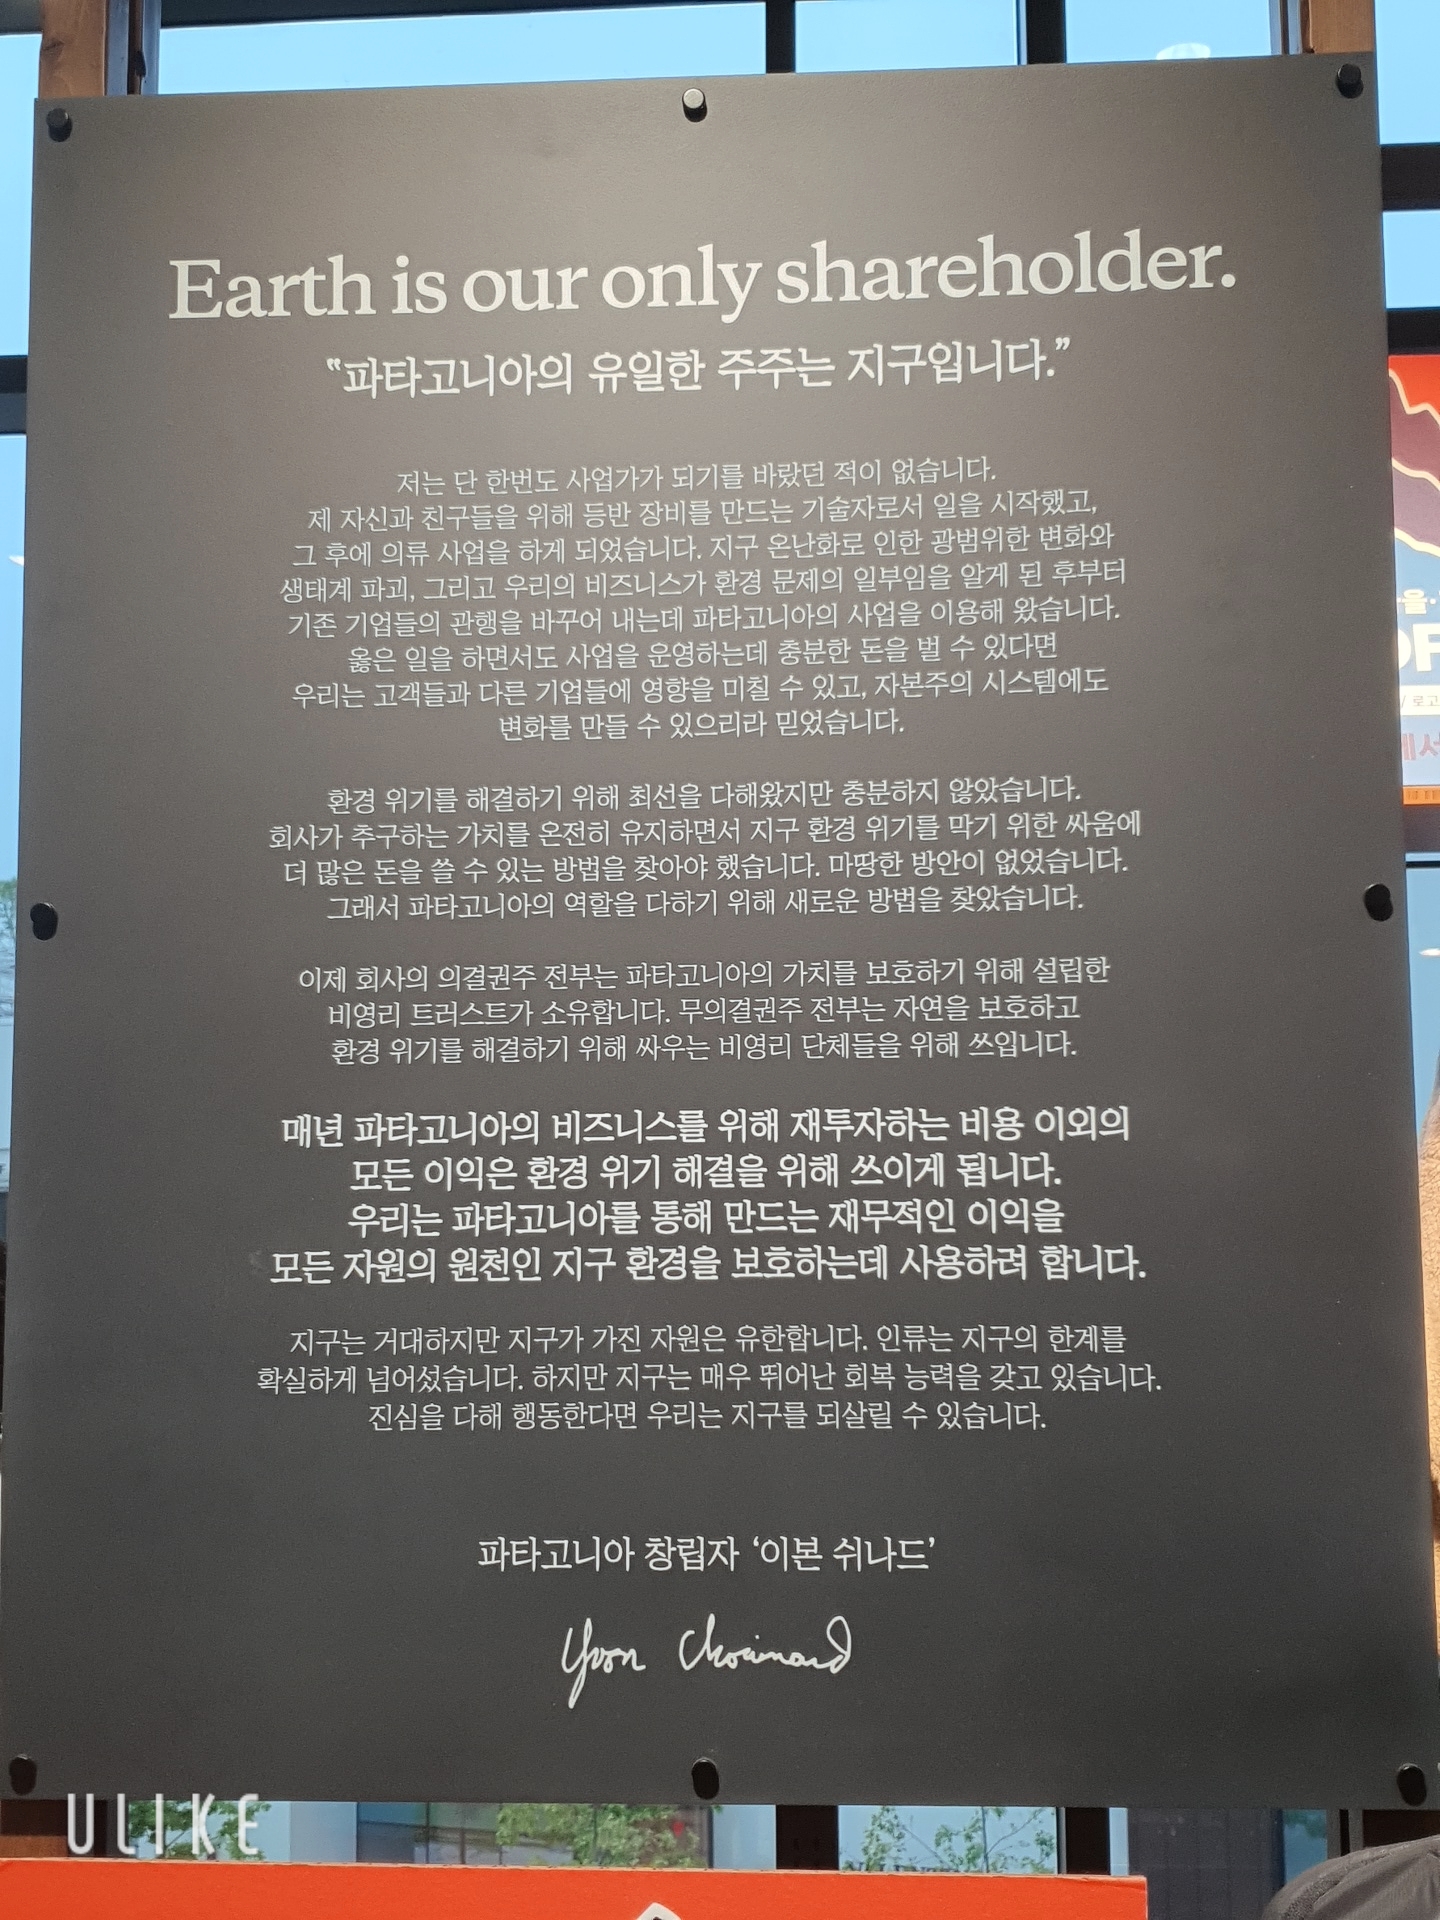 Earth is our only shareholder.
"파타고니아의 유일한 주주는 지구입니다."
저는 단 한번도 사업가가 되기를 바랐던 적이 없습니다.
제 자신과 친구들을 위해 등반 장비를 만드는 기술자로서 일을 시작했고,
그 후에 의류 사업을 하게 되었습니다. 지구 온난화로 인한 광범위한 변화와
생태계 파괴, 그리고 우리의 비즈니스가 환경 문제의 일부임을 알게 된 후부터
기존 기업들의 관행을 바꾸어 내는데 파타고니아의 사업을 이용해 왔습니다.
옳은 일을 하면서도 사업을 운영하는데 충분한 돈을 벌 수 있다면
우리는 고객들과 다른 기업들에 영향을 미칠 수 있고, 자본주의 시스템에도
변화를 만들 수 있으리라 믿었습니다.
환경 위기를 해결하기 위해 최선을 다해왔지만 충분하지 않았습니다.
회사가 추구하는 가치를 온전히 유지하면서 지구 환경 위기를 막기 위한 싸움에
더 많은 돈을 쓸 수 있는 방법을 찾아야 했습니다. 마땅한 방안이 없었습니다.
그래서 파타고니아의 역할을 다하기 위해 새로운 방법을 찾았습니다.
이제 회사의 의결권주 전부는 파타고니아의 가치를 보호하기 위해 설립한
비영리 트러스트가 소유합니다. 무의결권주 전부는 자연을 보호하고
환경 위기를 해결하기 위해 싸우는 비영리 단체들을 위해 쓰입니다.
매년 파타고니아의 비즈니스를 위해 재투자하는 비용 이외의
모든 이익은 환경 위기 해결을 위해 쓰이게 됩니다.
우리는 파타고니아를 통해 만드는 재무적인 이익을
모든 자원의 원천인 지구 환경을 보호하는데 사용하려 합니다.
지구는 거대하지만 지구가 가진 자원은 유한합니다. 인류는 지구의 한계를
확실하게 넘어섰습니다. 하지만 지구는 매우 뛰어난 회복 능력을 갖고 있습니다.
진심을 다해 행동한다면 우리는 지구를 되살릴 수 있습니다.
파타고니아 창립자 '이본 쉬나드'
Yvon Chouinard
ULIKE